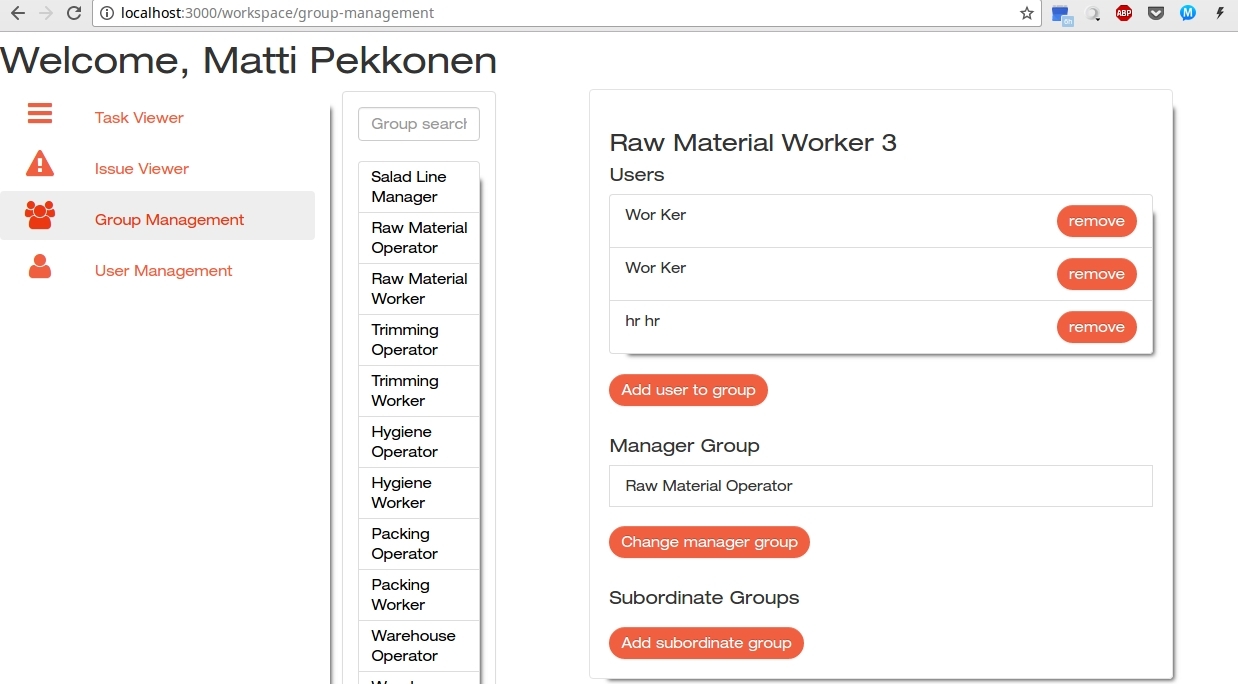 localhost:3000/workspace/group-management
6h
ABP
M
Welcome, Matti Pekkonen
Task Viewer
Issue Viewer
Group Management
User Management
Group search
Salad Line
Manager
Raw Material
Operator
Raw Material
Worker
Trimming
Operator
Trimming
Worker
Hygiene
Operator
Hygiene
Worker
Packing
Operator
Packing
Worker
Warehouse
Operator
Raw Material Worker 3
Users
Wor Ker
remove
Wor Ker
remove
hr hr
remove
Add user to group
Manager Group
Raw Material Operator
Change manager group
Subordinate Groups
Add subordinate group